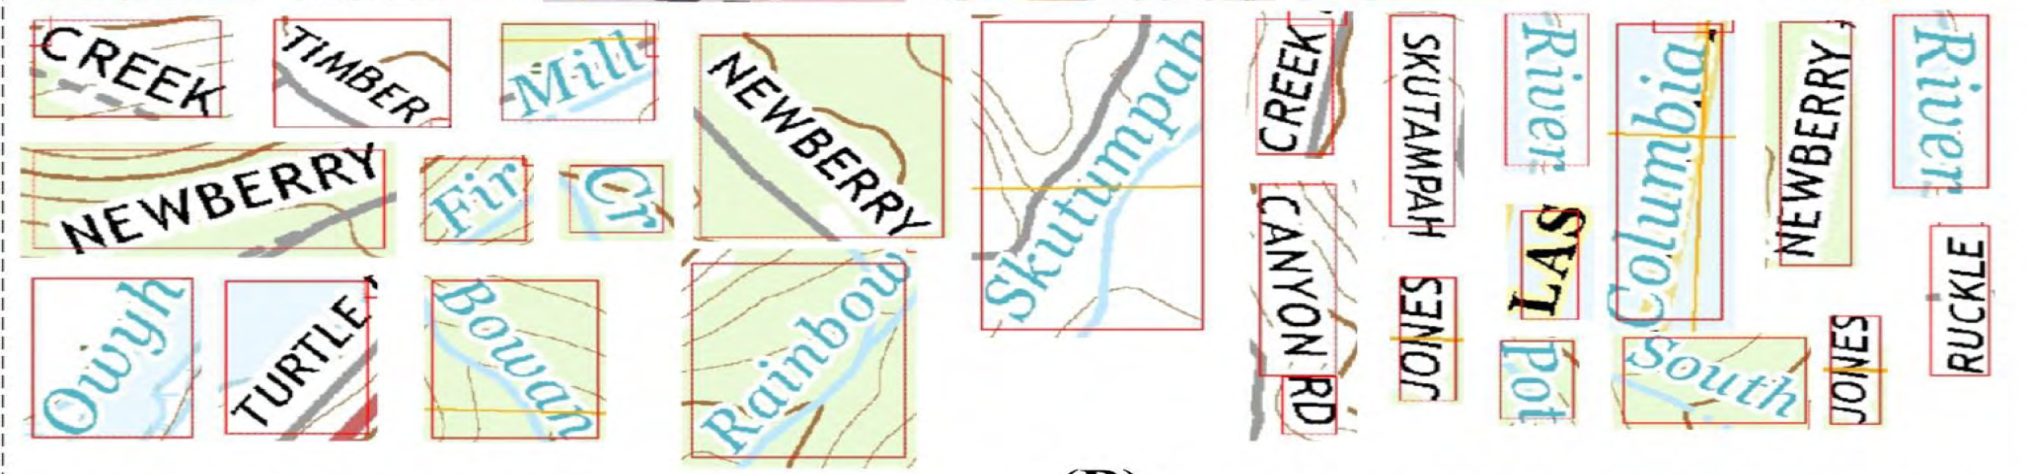 CREEK
TIMBER
Mill
NEWBERRY
Skutumpah
CREEK
SKUTAMPAH
River
Columbia
NEWBERRY
River
NEWBERRY
Fir
Cr
CANYON RD
LAS
RUCKLE
Owyh
TURTLE
Bowan
Rainbow
JONES
Pot
South
JOINES